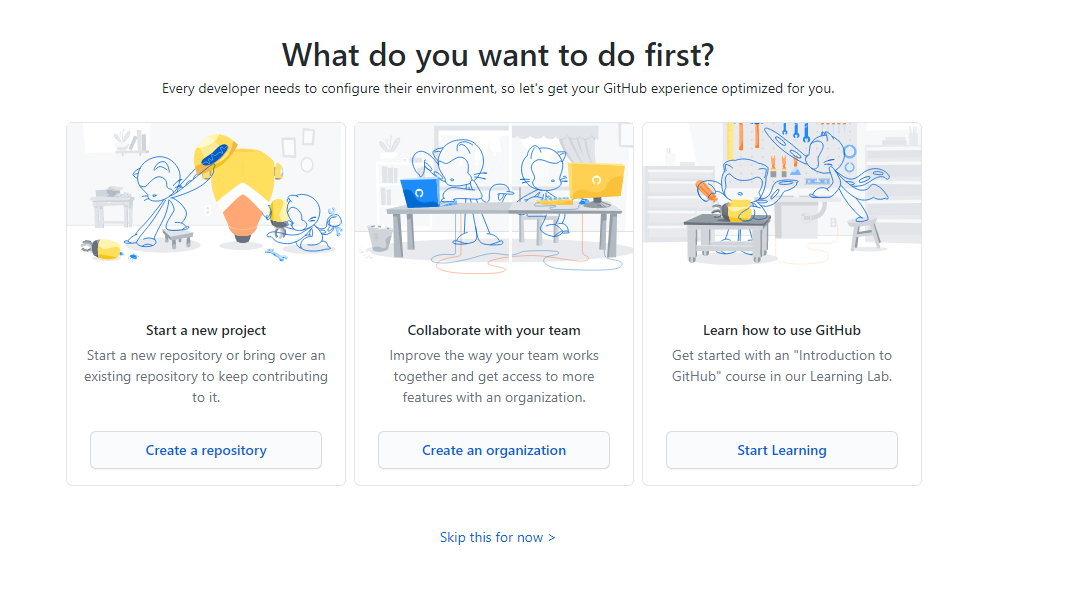 What do you want to do first?
Every developer needs to configure their environment, so let's get your GitHub experience optimized for you.
Start a new project
Start a new repository or bring over an
existing repository to keep contributing
to it.
Create a repository
Collaborate with your team
Improve the way your team works
together and get access to more
features with an organization.
Create an organization
Learn how to use GitHub
Get started with an "Introduction to
GitHub" course in our Learning Lab.
Start Learning
Skip this for now >